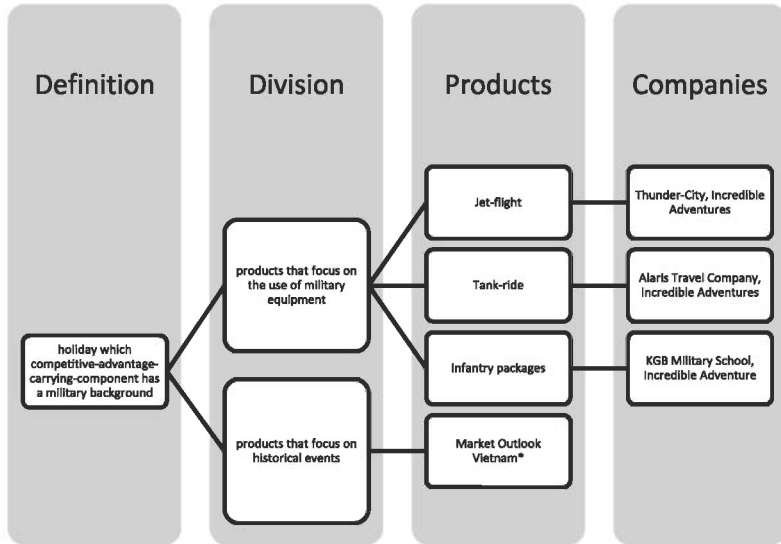 Definition
Division
Products
Companies
Jet-flight
Thunder-City, Incredible
Adventures
products that focus on
the use of military
equipment
Tank-ride
Alaris Travel Company,
Incredible Adventures
holiday which
competitive-advantage-
carrying-component has
a military background
Infantry packages
KGB Military School,
Incredible Adventure
products that focus on
historical events
Market Outlook
Vietnam*